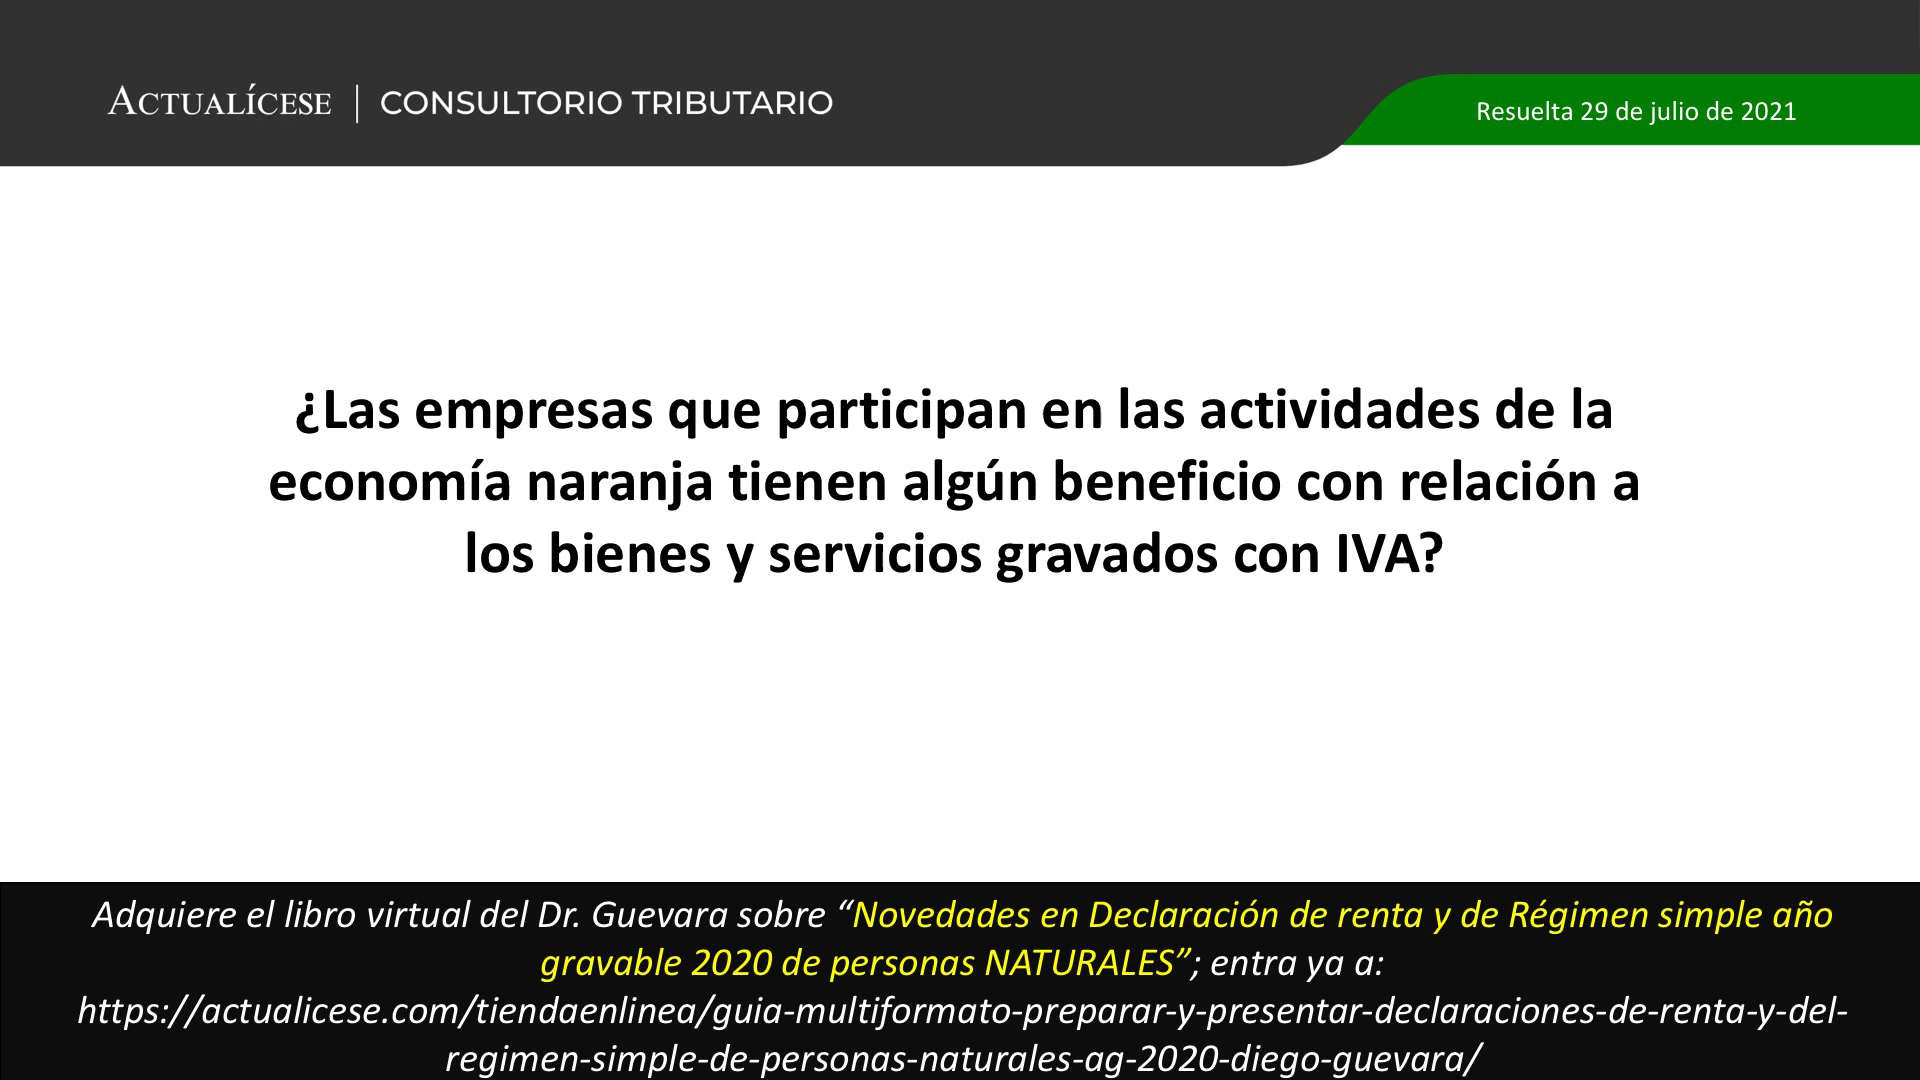 ACTUALÍCESE | CONSULTORIO TRIBUTARIO
Resuelta 29 de julio de 2021
¿Las empresas que participan en las actividades de la
economía naranja tienen algún beneficio con relación a
los bienes y servicios gravados con IVA?
Adquiere el libro virtual del Dr. Guevara sobre “Novedades en Declaración de renta y de Régimen simple año
gravable 2020 de personas NATURALES”; entra ya a:
https://actualicese.com/tiendaenlinea/guia-multiformato-preparar-y-presentar-declaraciones-de-renta-y-del-
regimen-simple-de-personas-naturales-ag-2020-diego-guevara/